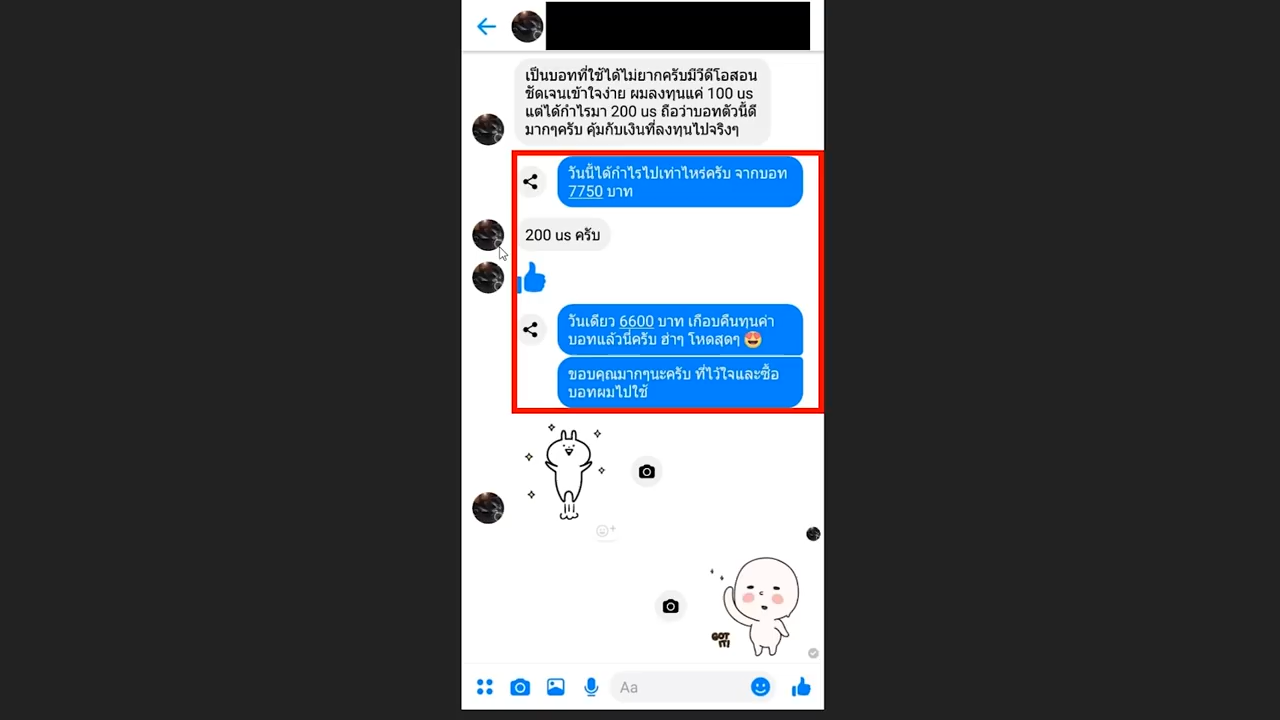 เป็นบอทที่ใช้ได้ไม่ยากครับมีวีดีโอสอน
ชัดเจนเข้าใจง่าย ผมลงทุนแค่ 100 us
แต่ได้กำไรมา 200 us ถือว่าบอทตัวนี้ดี
มากๆครับ คุ้มกับเงินที่ลงทุนไปจริงๆ
วันนี้ได้กำไรไปเท่าไหร่ครับ จากบอท
7750 บาท
200 us ครับ
วันเดียว 6600 บาท เกือบคืนทุนค่า
บอทแล้วนี่ครับ ฮ่าๆ โหดสุดๆ 🤩
ขอบคุณมากๆนะครับ ที่ไว้ใจและซื้อ
บอทผมไปใช้
GOT
IT!
Aa